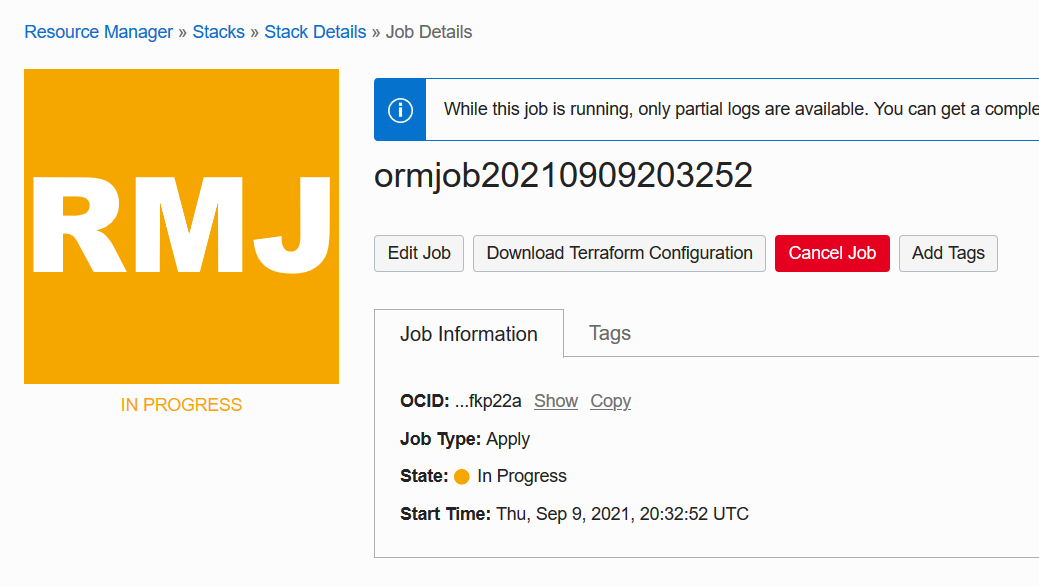 Resource Manager » Stacks » Stack Details » Job Details
While this job is running, only partial logs are available. You can get a
ormjob20210909203252
RMJ
Edit Job Download Terraform Configuration Cancel Job Add Tags
IN PROGRESS
Job Information Tags
OCID: ...fkp22a Show Copy
Job Type: Apply
State: In Progress
Start Time: Thu, Sep 9, 2021, 20:32:52 UTC